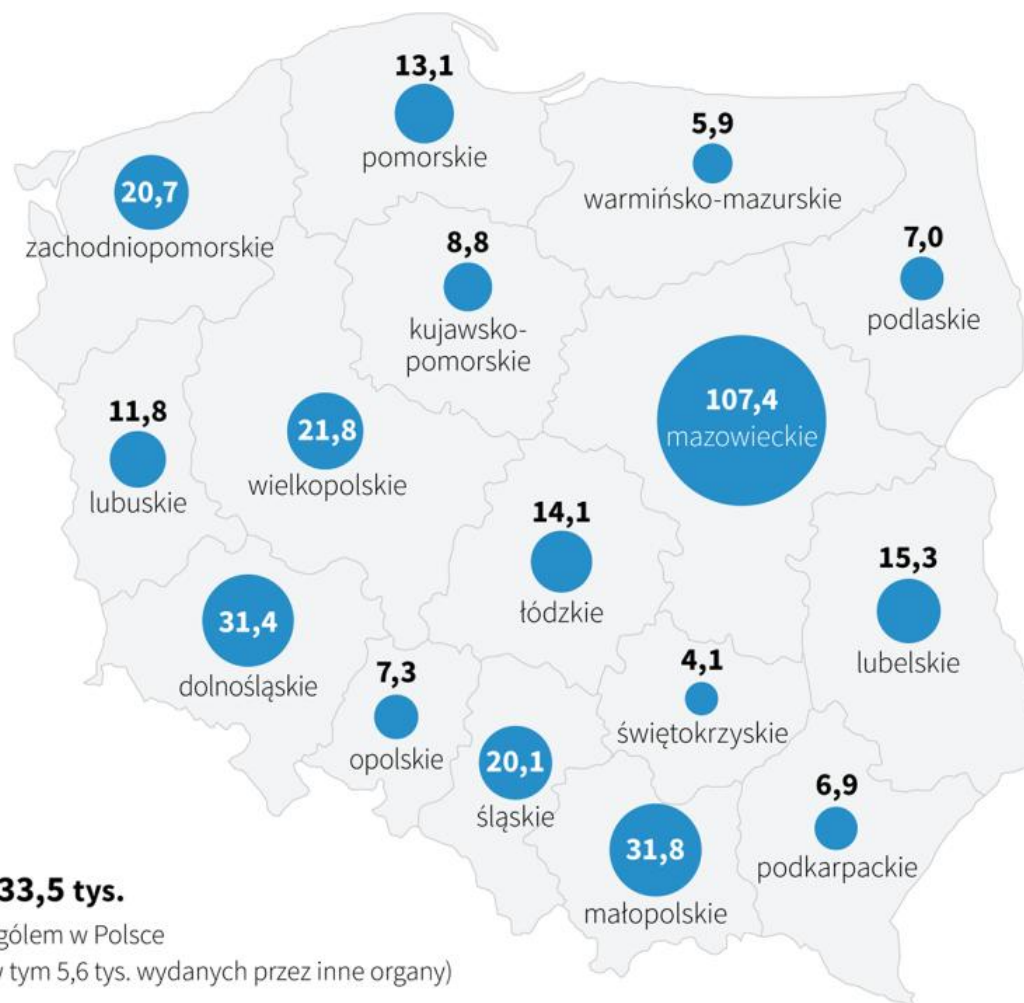 13,1
pomorskie
5,9
warmińsko-mazurskie
20,7
zachodniopomorskie
8,8
kujawsko-
pomorskie
7,0
podlaskie
11,8
lubuskie
21,8
wielkopolskie
107,4
mazowieckie
14,1
łódzkie
15,3
lubelskie
31,4
dolnośląskie
7,3
opolskie
4,1
świętokrzyskie
20,1
śląskie
31,8
małopolskie
6,9
podkarpackie
33,5 tys.
gólem w Polsce
tym 5,6 tys. wydanych przez inne organy)